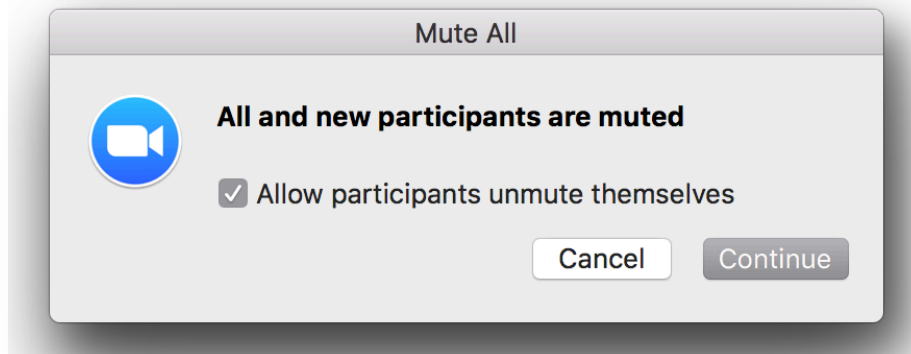 Mute All
All and new participants are muted
Allow participants unmute themselves
Cancel
Continue